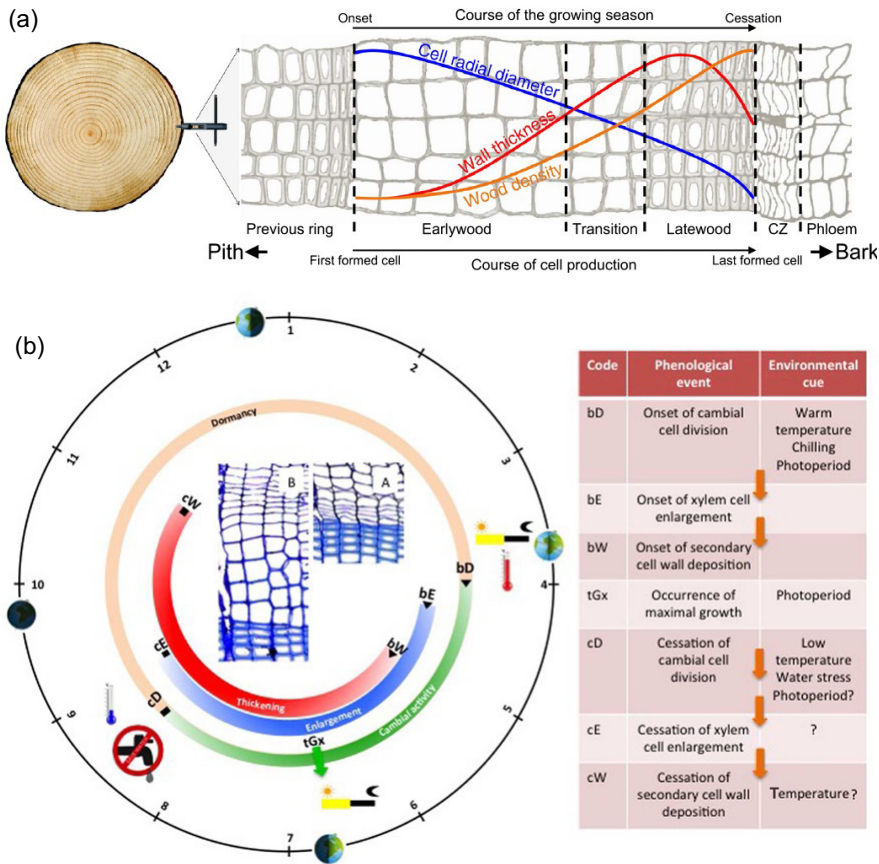 (a)
Onset
Course of the growing season
Cessation
Cell radial diameter
Wall thickness
Wood density
Previous ring
Earlywood
Transition
Latewood
CZ
Phloem
Pith
Bark
First formed cell
Course of cell production
Last formed cell
(b)
1
2
3
4
5
6
7
8
9
10
11
12
Dormancy
B
A
cW
bD
bE
bW
cE
cD
Thickening
Enlargement
Cambial activity
tGx
Code
Phenological
event
Environmental
cue
bD
Onset of cambial
cell division
Warm
temperature
Chilling
Photoperiod
bE
Onset of xylem cell
enlargement
bW
Onset of secondary
cell wall deposition
tGx
Occurrence of
maximal growth
Photoperiod
cD
Cessation of
cambial cell
division
Low
temperature
Water stress
Photoperiod?
cE
Cessation of xylem
cell enlargement
?
cW
Cessation of
secondary cell wall
deposition
Temperature?